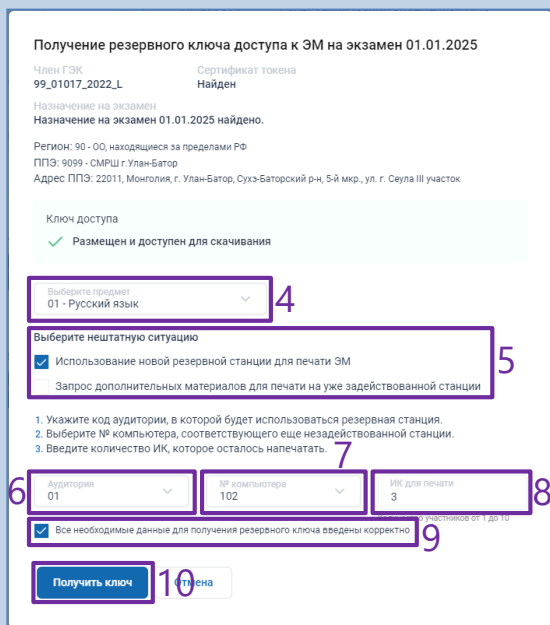 Получение резервного ключа доступа к ЭМ на экзамен 01.01.2025
Член ГЭК Сертификат токена
99_01017_2022_L Найден
Назначение на экзамен
Назначение на экзамен 01.01.2025 найдено.
Регион: 90 - ОО, находящиеся за пределами РФ
ППЭ: 9099 - СМРШ г.Улан-Батор
Адрес ППЭ: 22011, Монголия, г. Улан-Батор, Сухэ-Баторский р-н, 5-й мкр., ул. г. Сеула III участок
Ключ доступа
Размещен и доступен для скачивания
Выберите предмет
01 - Русский язык
4
Выберите нештатную ситуацию
Использование новой резервной станции для печати ЭМ
Запрос дополнительных материалов для печати на уже задействованной станции
5
1. Укажите код аудитории, в которой будет использоваться резервная станция.
2. Выберите № компьютера, соответствующего еще незадействованной станции.
3. Введите количество ИК, которое осталось напечатать.
7
6
Аудитория № компьютера ИК для печати
01 102 3
8
Количество участников от 1 до 10
Все необходимые данные для получения резервного ключа введены корректно
9
Получить ключ 10 Отмена